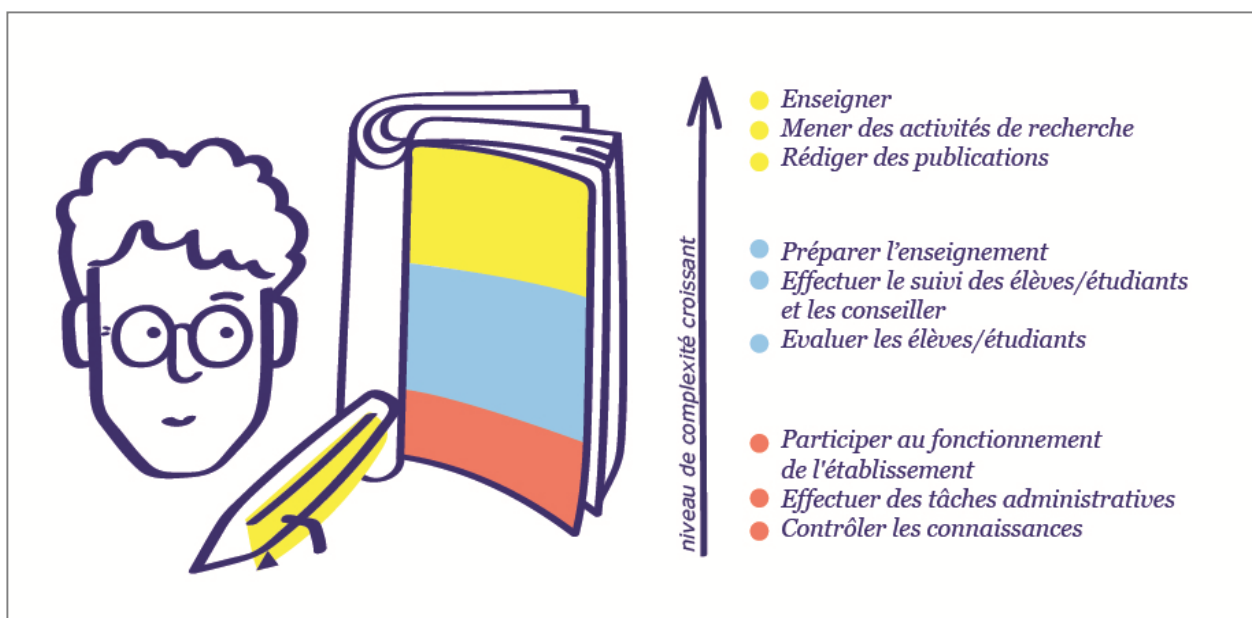 niveau de complexité croissant
Enseigner
Mener des activités de recherche
Rédiger des publications
Préparer l'enseignement
Effectuer le suivi des élèves/étudiants
et les conseiller
Evaluer les élèves/étudiants
Participer au fonctionnement
de l'établissement
Effectuer des tâches administratives
Contrôler les connaissances